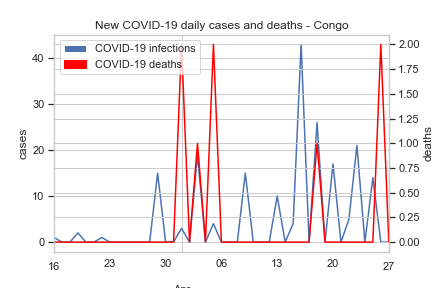 New COVID-19 daily cases and deaths - Congo
COVID-19 infections
COVID-19 deaths
cases
40
30
20
10
0
2.00
1.75
1.50
1.25
1.00
0.75
0.50
0.25
0.00
deaths
16 23 30 06 13 20 27
Apr